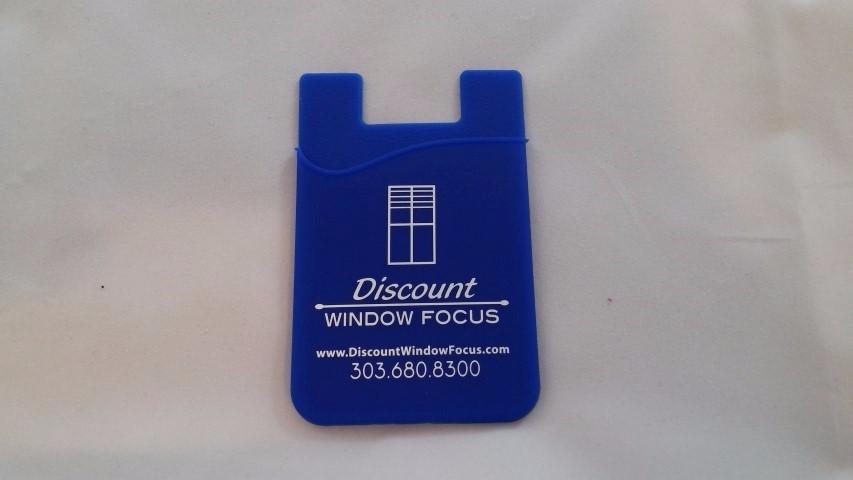 Discount
WINDOW FOCUS
www.DiscountWindowFocus.com
303.680.8300